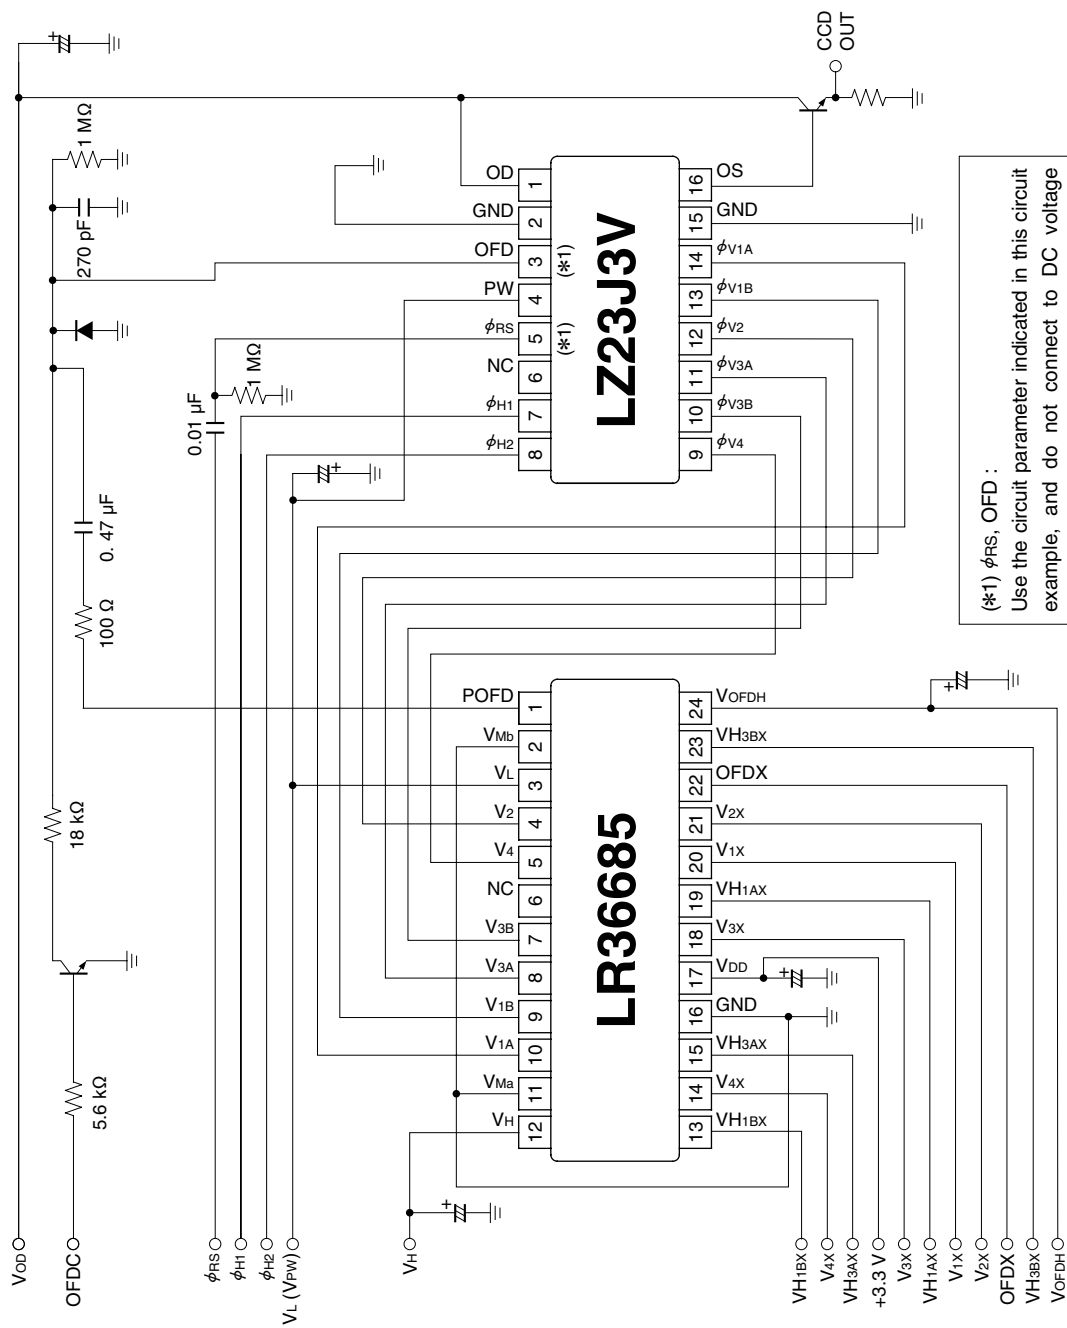 VOD
OFDC
ϕRS
ϕH1
ϕH2
VL (VPW)
VH
VH1BX
V4X
VH3AX
+3.3 V
V3X
VH1AX
V1X
V2X
OFDX
VH3BX
VOFDH
5.6 kΩ
18 kΩ
100 Ω
0. 47 µF
270 pF
1 MΩ
0.01 µF
1 MΩ
+
+
+
+
+
LR36685
VH
VMa
V1A
V1B
V3A
V3B
NC
V4
V2
VL
VMb
POFD
12
11
10
9
8
7
6
5
4
3
2
1
13
14
15
16
17
18
19
20
21
22
23
24
VH1BX
V4X
VH3AX
GND
VDD
V3X
VH1AX
V1X
V2X
OFDX
VH3BX
VOFDH
LZ23J3V
ϕH2
ϕH1
NC
ϕRS
PW
OFD
GND
OD
8
7
6
5
4
3
2
1
(*1)
(*1)
9
10
11
12
13
14
15
16
ϕV4
ϕV3B
ϕV3A
ϕV2
ϕV1B
ϕV1A
GND
OS
+
CCD
OUT
(*1) ϕRS, OFD :
Use the circuit parameter indicated in this circuit
example, and do not connect to DC voltage